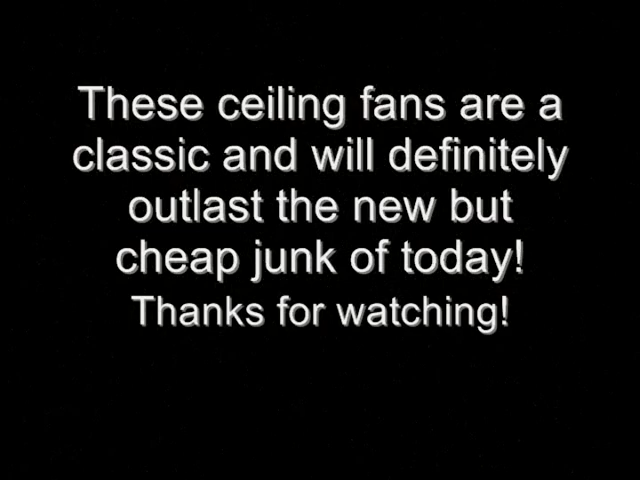 These ceiling fans are a
classic and will definitely
outlast the new but
cheap junk of today!
Thanks for watching!